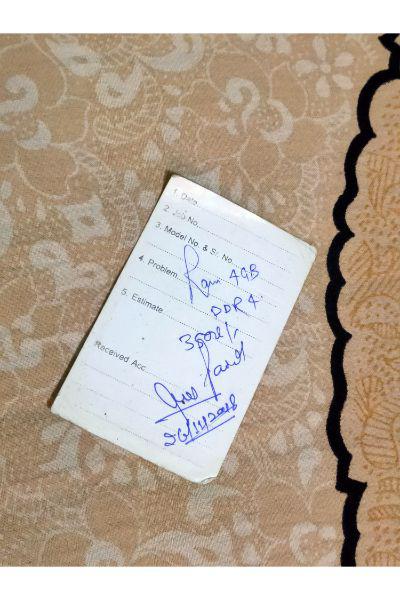 1. Date
2. Job No.
3. Model No. & Sr. No.
4. Problem Ram 4GB
DDR4
5. Estimate 3500/-
Received Acc. Paid
26/11/2018